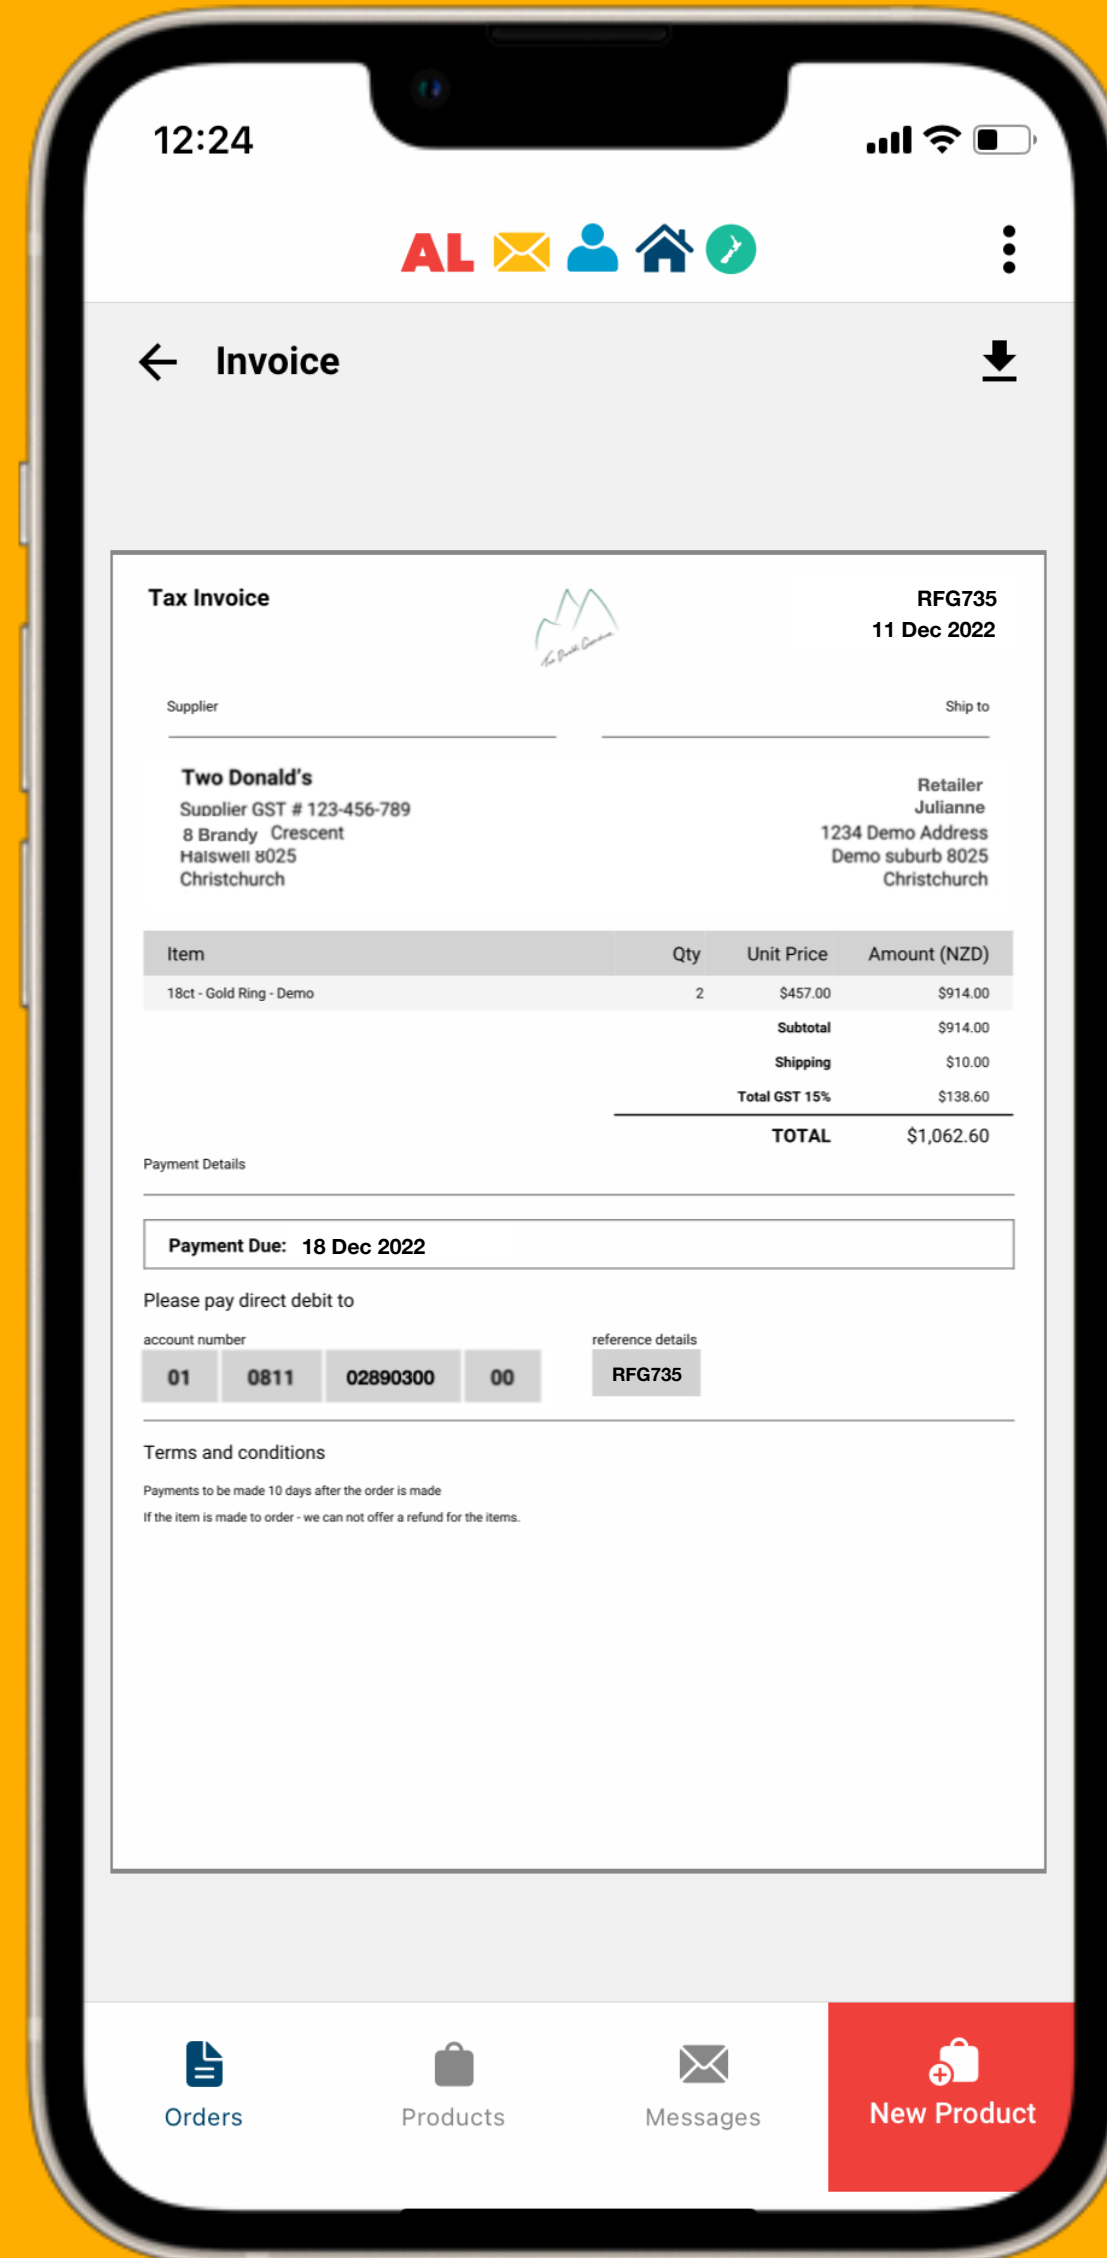 12:24
AL
Invoice
Tax Invoice
RFG735
11 Dec 2022
Supplier
Ship to
Two Donald's
Supplier GST # 123-456-789
8 Brandy Crescent
Halswell 8025
Christchurch
Retailer
Julianne
1234 Demo Address
Demo suburb 8025
Christchurch
Item Qty Unit Price Amount (NZD)
18ct - Gold Ring - Demo 2 $457.00 $914.00
Subtotal $914.00
Shipping $10.00
Total GST 15% $138.60
TOTAL $1,062.60
Payment Details
Payment Due: 18 Dec 2022
Please pay direct debit to
account number reference details
01 0811 02890300 00 RFG735
Terms and conditions
Payments to be made 10 days after the order is made
If the item is made to order - we can not offer a refund for the items.
Orders Products Messages New Product